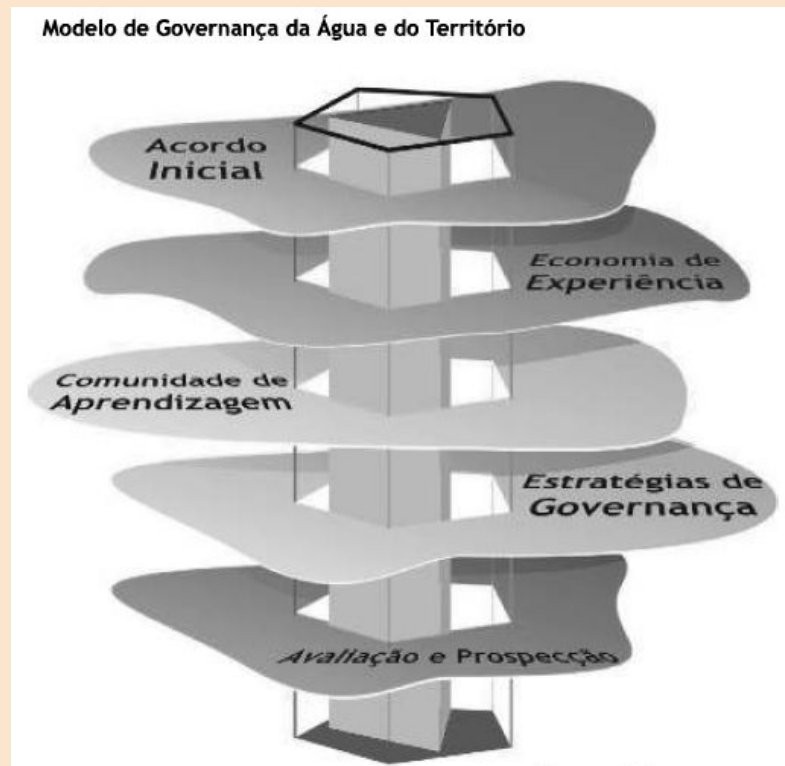 Modelo de Governança da Água e do Território
Acordo
Inicial
Economia de
Experiência
Comunidade de
Aprendizagem
Estratégias de
Governança
Avaliação e Prospecção